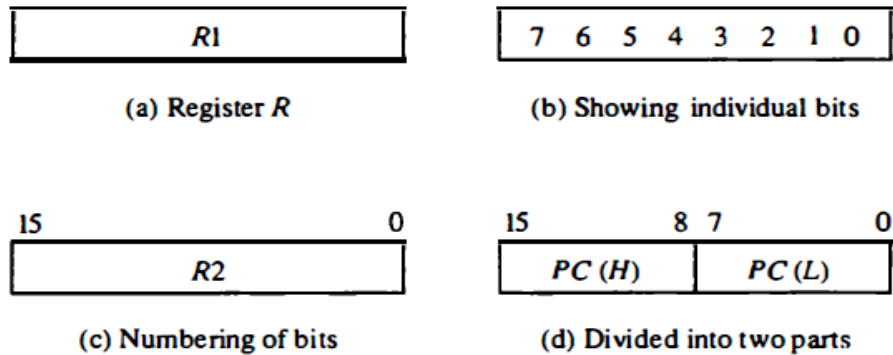 R1
7 6 5 4 3 2 1 0
(a) Register R
(b) Showing individual bits
15 0
15 8 7 0
R2
PC (H) PC (L)
(c) Numbering of bits
(d) Divided into two parts